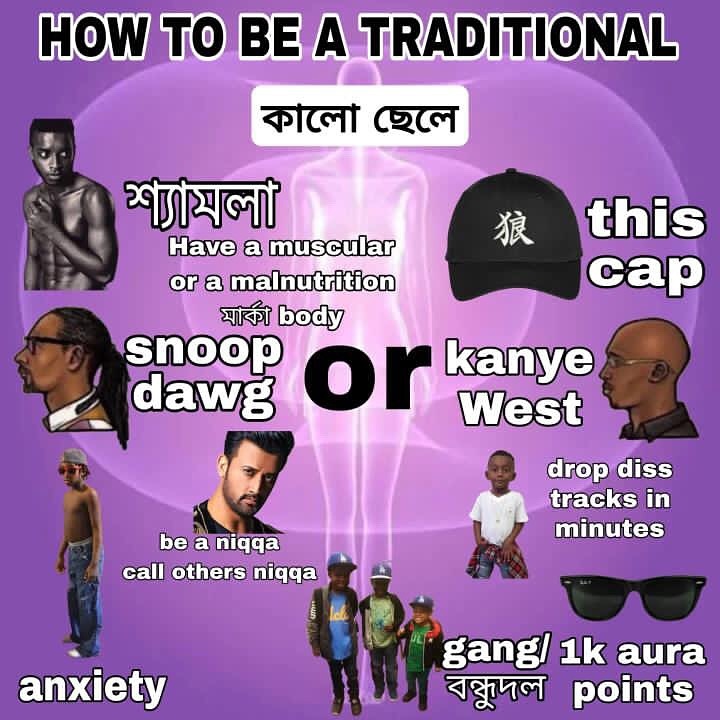 HOW TO BE A TRADITIONAL
কালো ছেলে
শ্যামলা
Have a muscular
or a malnutrition
মার্কা body
狼
this
cap
snoop
dawg
or
kanye
West
be a niqqa
call others niqqa
drop diss
tracks in
minutes
anxiety
gang/
বন্ধুদল
1k aura
points